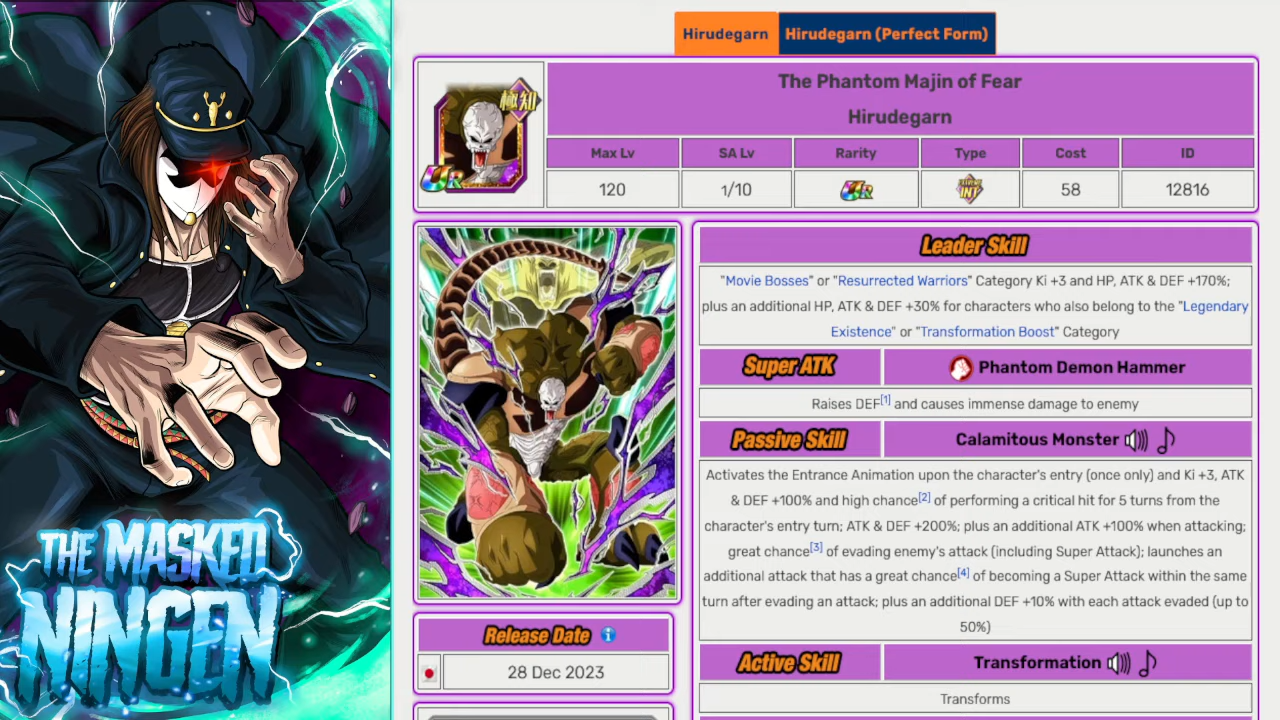 Hirudegarn
Hirudegarn (Perfect Form)
The Phantom Majin of Fear
Hirudegarn
極知
UR
Max Lv
SA Lv
Rarity
Type
Cost
ID
120
1/10
UR
INT
58
12816
Leader Skill
"Movie Bosses" or "Resurrected Warriors" Category Ki +3 and HP, ATK & DEF +170%;
plus an additional HP, ATK & DEF +30% for characters who also belong to the "Legendary
Existence" or "Transformation Boost" Category
Super ATK
Phantom Demon Hammer
Raises DEF[1] and causes immense damage to enemy
Passive Skill
Calamitous Monster
Activates the Entrance Animation upon the character's entry (once only) and Ki +3, ATK
& DEF +100% and high chance[2] of performing a critical hit for 5 turns from the
character's entry turn; ATK & DEF +200%; plus an additional ATK +100% when attacking;
great chance[3] of evading enemy's attack (including Super Attack); launches an
additional attack that has a great chance[4] of becoming a Super Attack within the same
turn after evading an attack; plus an additional DEF +10% with each attack evaded (up to
50%)
Active Skill
Transformation
Transforms
Release Date
28 Dec 2023
THE MASKED
NINGEN